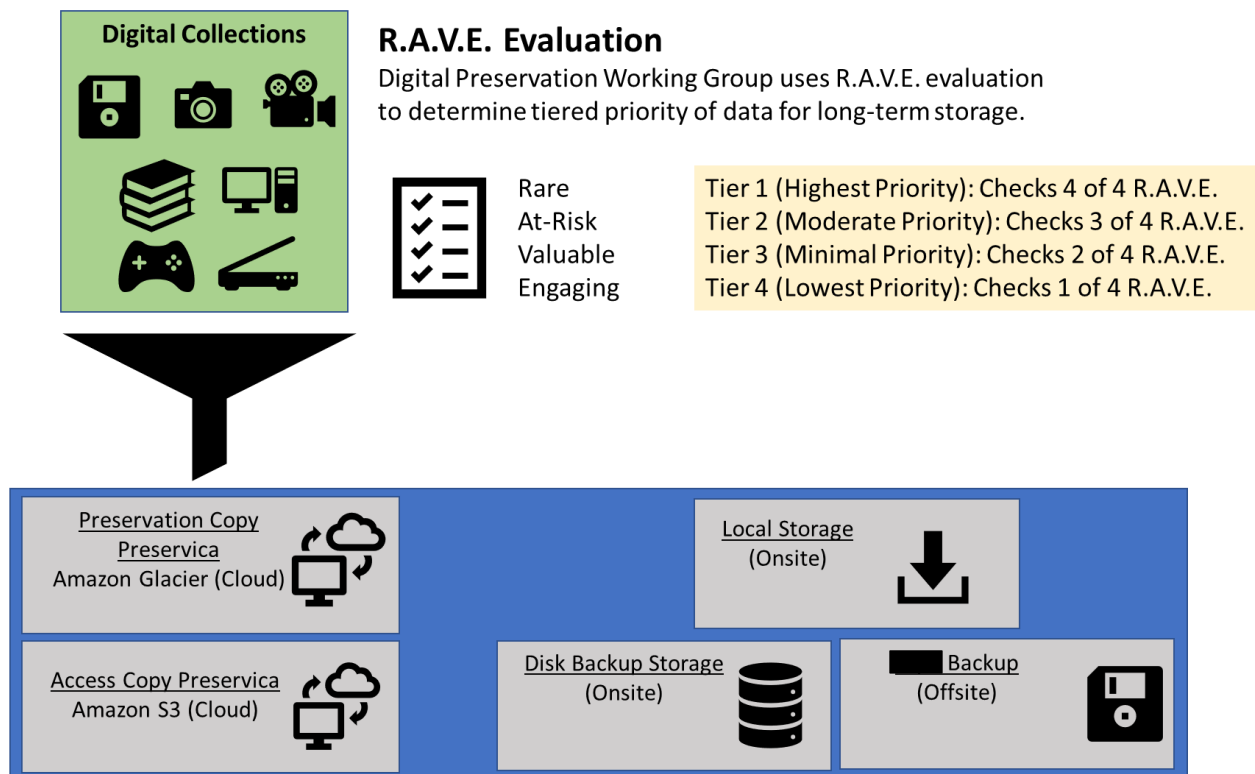 Digital Collections
R.A.V.E. Evaluation
Digital Preservation Working Group uses R.A.V.E. evaluation
to determine tiered priority of data for long-term storage.
Rare
At-Risk
Valuable
Engaging
Tier 1 (Highest Priority): Checks 4 of 4 R.A.V.E.
Tier 2 (Moderate Priority): Checks 3 of 4 R.A.V.E.
Tier 3 (Minimal Priority): Checks 2 of 4 R.A.V.E.
Tier 4 (Lowest Priority): Checks 1 of 4 R.A.V.E.
Preservation Copy
Preservica
Amazon Glacier (Cloud)
Local Storage
(Onsite)
Access Copy Preservica
Amazon S3 (Cloud)
Disk Backup Storage
(Onsite)
Backup
(Offsite)